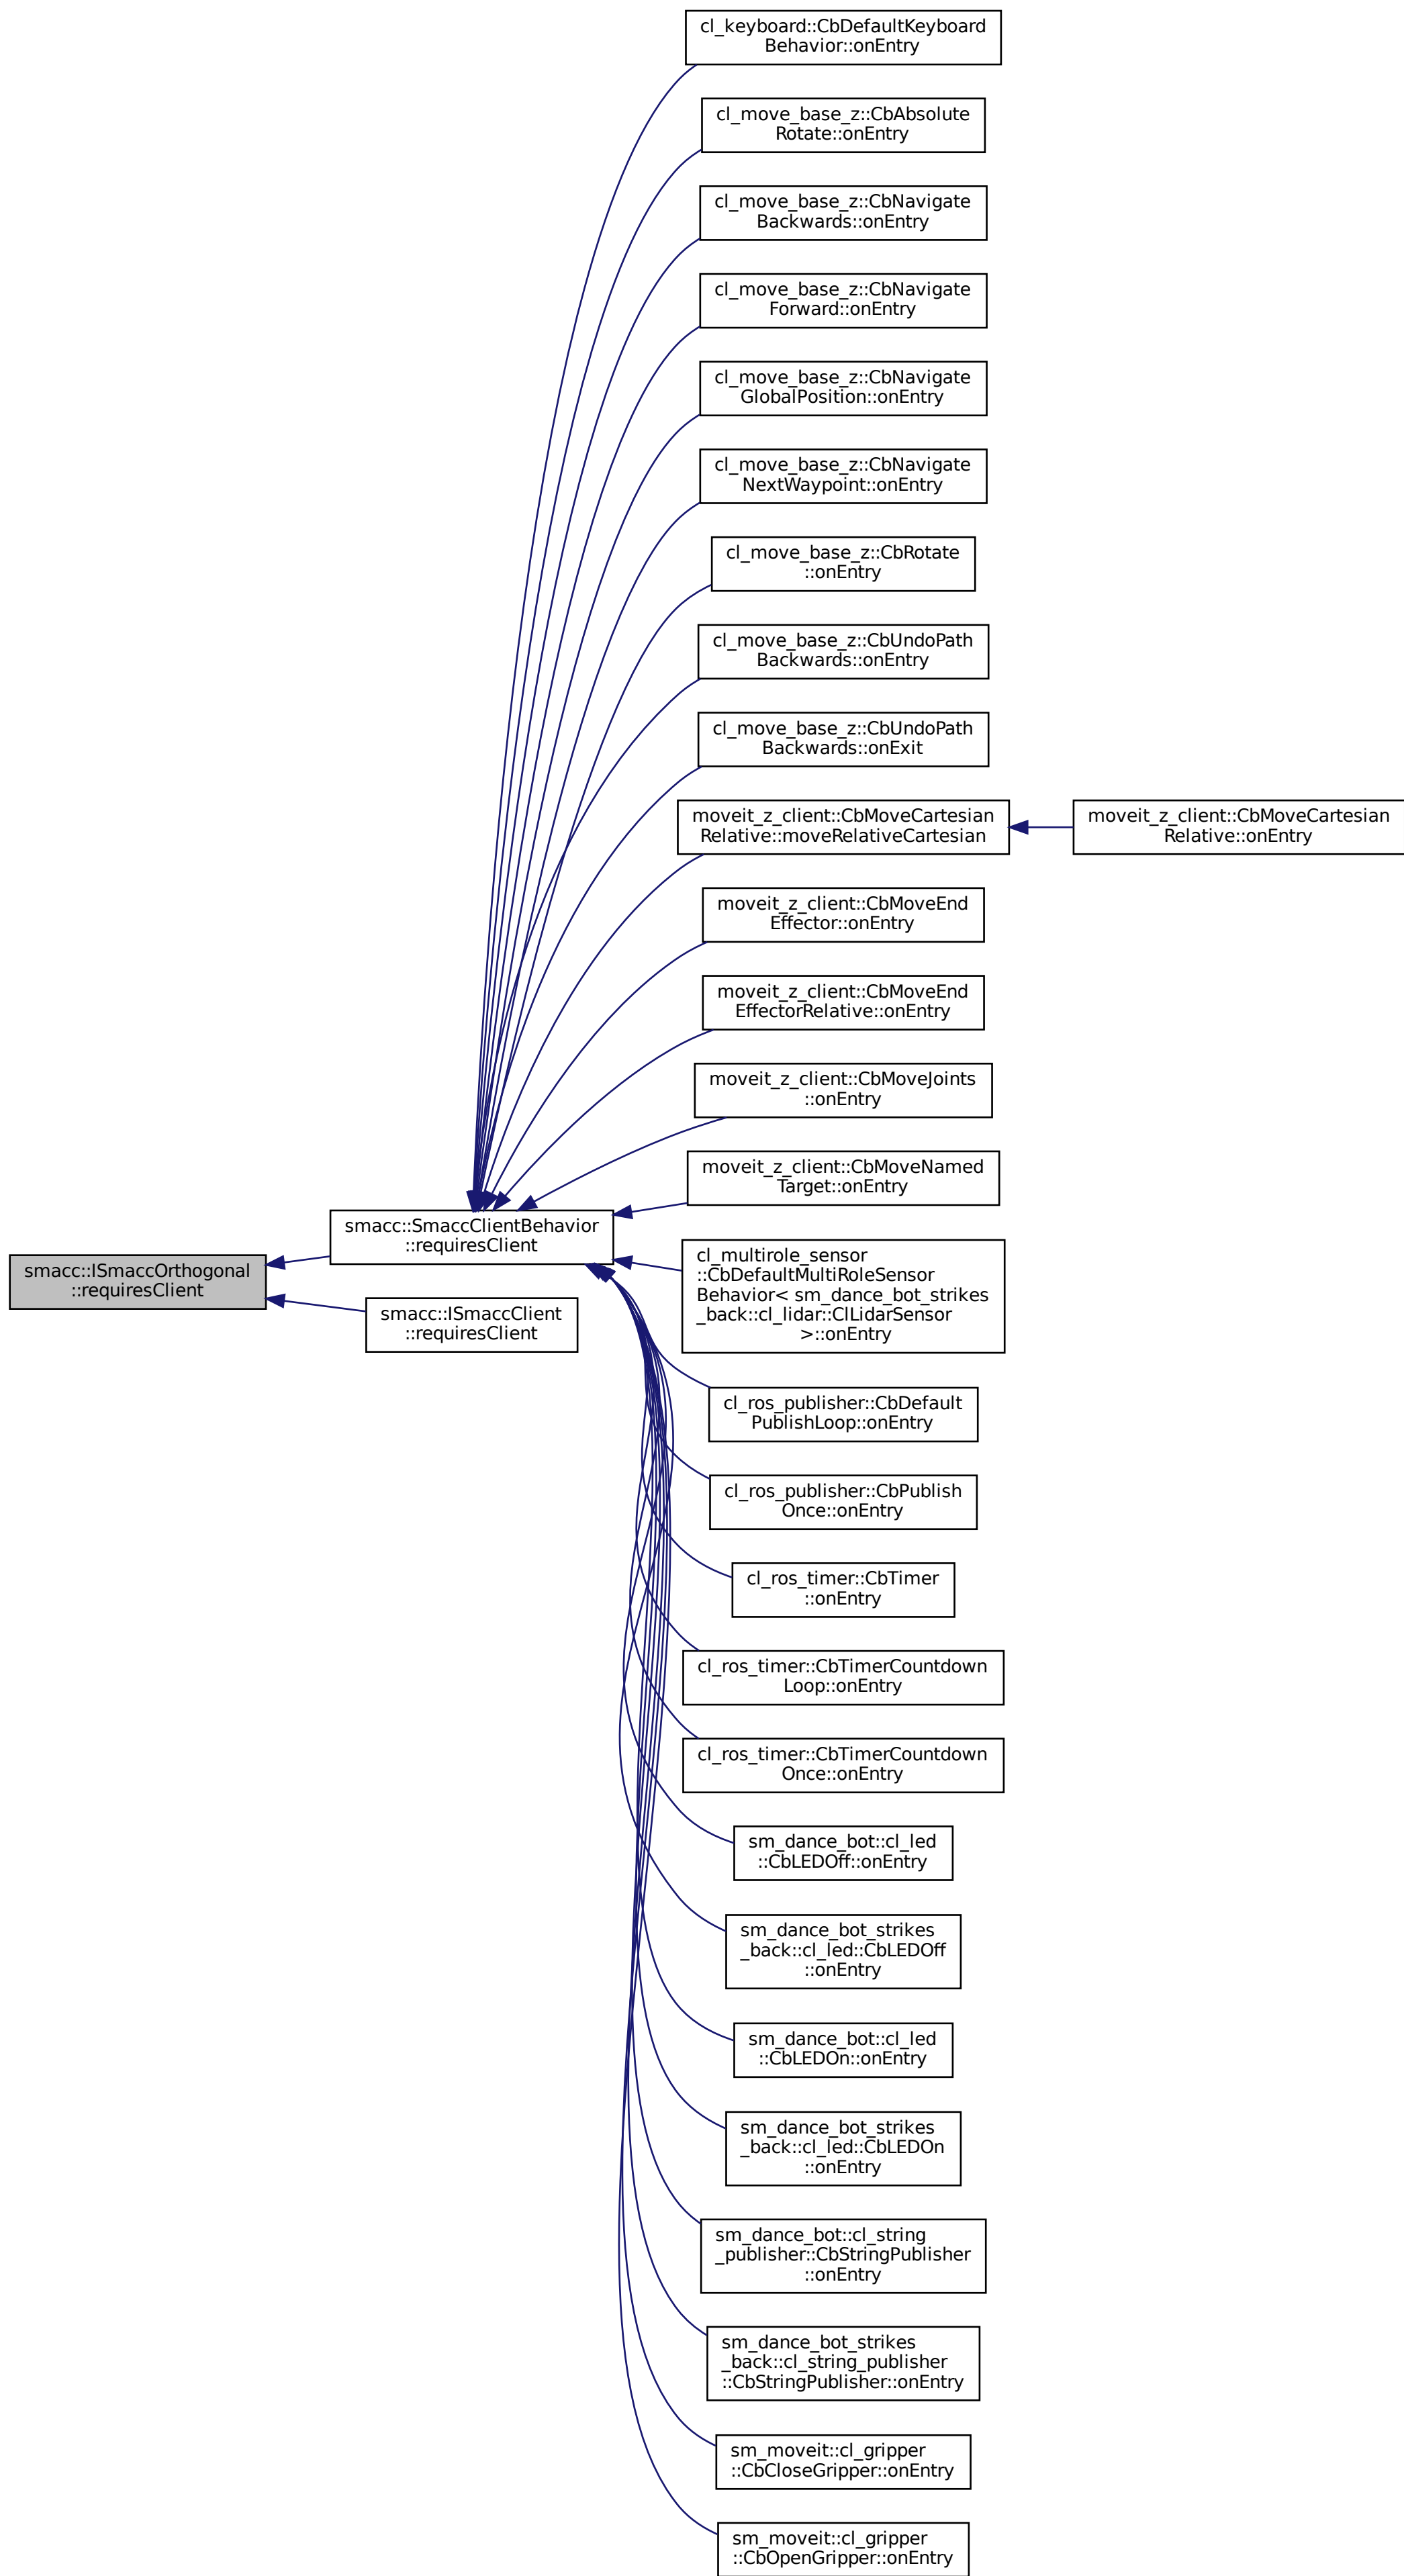 cl_keyboard::CbDefaultKeyboard
Behavior::onEntry
cl_move_base_z::CbAbsolute
Rotate::onEntry
cl_move_base_z::CbNavigate
Backwards::onEntry
cl_move_base_z::CbNavigate
Forward::onEntry
cl_move_base_z::CbNavigate
GlobalPosition::onEntry
cl_move_base_z::CbNavigate
NextWaypoint::onEntry
cl_move_base_z::CbRotate
::onEntry
cl_move_base_z::CbUndoPath
Backwards::onEntry
cl_move_base_z::CbUndoPath
Backwards::onExit
moveit_z_client::CbMoveCartesian
Relative::moveRelativeCartesian
moveit_z_client::CbMoveCartesian
Relative::onEntry
moveit_z_client::CbMoveEnd
Effector::onEntry
moveit_z_client::CbMoveEnd
EffectorRelative::onEntry
moveit_z_client::CbMoveJoints
::onEntry
moveit_z_client::CbMoveNamed
Target::onEntry
smacc::SmaccClientBehavior
::requiresClient
smacc::ISmaccOrthogonal
::requiresClient
smacc::ISmaccClient
::requiresClient
cl_multirole_sensor
::CbDefaultMultiRoleSensor
Behavior< sm_dance_bot_strikes
_back::cl_lidar::ClLidarSensor
>::onEntry
cl_ros_publisher::CbDefault
PublishLoop::onEntry
cl_ros_publisher::CbPublish
Once::onEntry
cl_ros_timer::CbTimer
::onEntry
cl_ros_timer::CbTimerCountdown
Loop::onEntry
cl_ros_timer::CbTimerCountdown
Once::onEntry
sm_dance_bot::cl_led
::CbLEDOff::onEntry
sm_dance_bot_strikes
_back::cl_led::CbLEDOff
::onEntry
sm_dance_bot::cl_led
::CbLEDOn::onEntry
sm_dance_bot_strikes
_back::cl_led::CbLEDOn
::onEntry
sm_dance_bot::cl_string
_publisher::CbStringPublisher
::onEntry
sm_dance_bot_strikes
_back::cl_string_publisher
::CbStringPublisher::onEntry
sm_moveit::cl_gripper
::CbCloseGripper::onEntry
sm_moveit::cl_gripper
::CbOpenGripper::onEntry